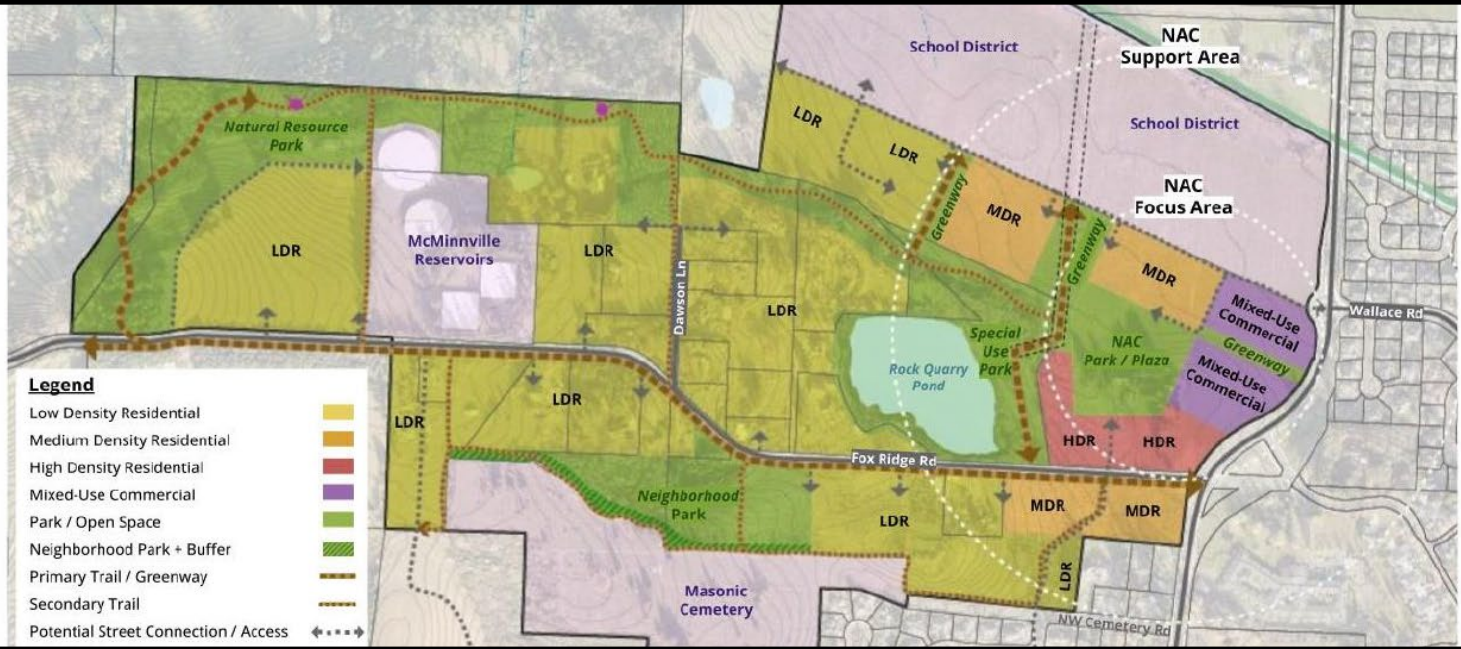 NAC
Support Area
School District
School District
NAC
Focus Area
LDR
LDR
Greenway
MDR
Greenway
MDR
Mixed-Use
Commercial
Greenway
Mixed-Use
Commercial
Wallace Rd
Natural Resource
Park
LDR
McMinnville
Reservoirs
LDR
Dawson Ln
LDR
Rock Quarry
Pond
Special
Use
Park
NAC
Park / Plaza
HDR
HDR
Fox Ridge Rd
LDR
LDR
Neighborhood
Park
LDR
MDR
MDR
LDR
Masonic
Cemetery
NW Cemetery Rd
Legend
Low Density Residential
Medium Density Residential
High Density Residential
Mixed-Use Commercial
Park / Open Space
Neighborhood Park + Buffer
Primary Trail / Greenway
Secondary Trail
Potential Street Connection / Access